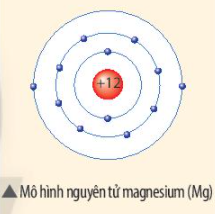 +12
▲ Mô hình nguyên tử magnesium (Mg)